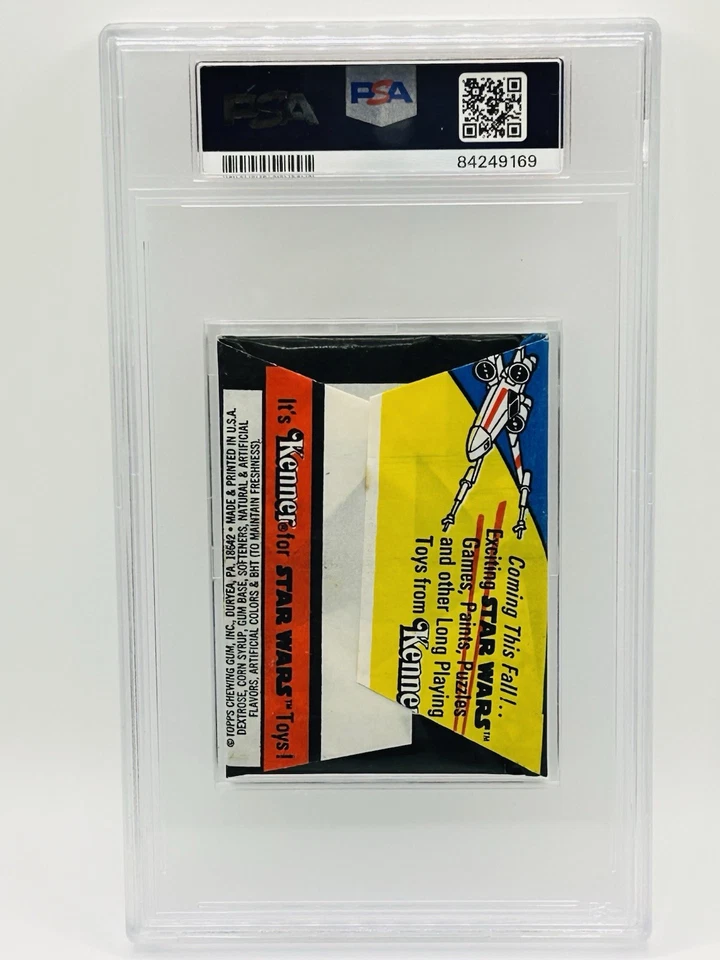 PSA
PSA
84249169
Coming This Fall!..
Exciting STAR WARS™
Games, Paints, Puzzles
and other Long Playing
Toys from Kenne
It's Kenner® for STAR WARS™ Toys!
© TOPPS CHEWING GUM, INC., DURYEA, PA. 18642 • MADE & PRINTED IN U.S.A.
DEXTROSE, CORN SYRUP, GUM BASE, SOFTENERS, NATURAL & ARTIFICIAL
FLAVORS, ARTIFICIAL COLORS & BHT (TO MAINTAIN FRESHNESS).